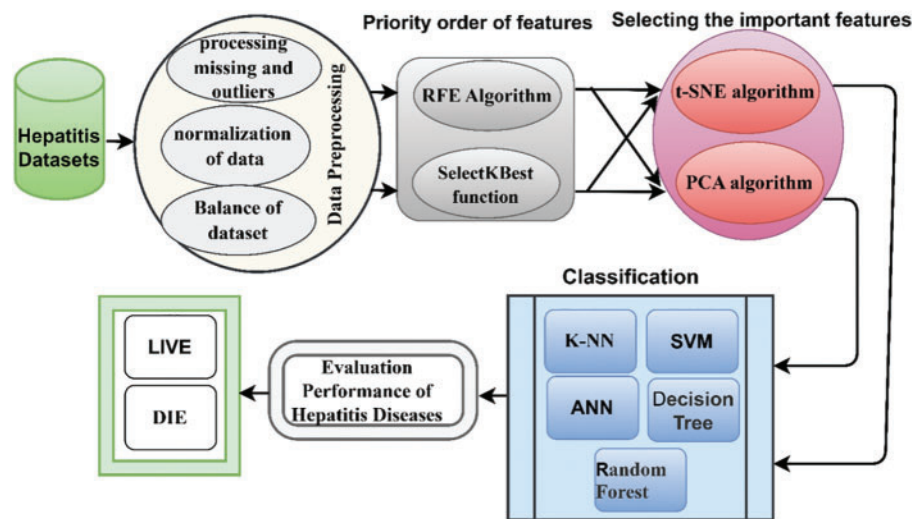 Priority order of features
Selecting the important features
Hepatitis
Datasets
processing
missing and
outliers
normalization
of data
Balance of
dataset
Data Preprocessing
RFE Algorithm
SelectKBest
function
t-SNE algorithm
PCA algorithm
Classification
K-NN
SVM
ANN
Decision
Tree
Random
Forest
Evaluation
Performance of
Hepatitis Diseases
LIVE
DIE